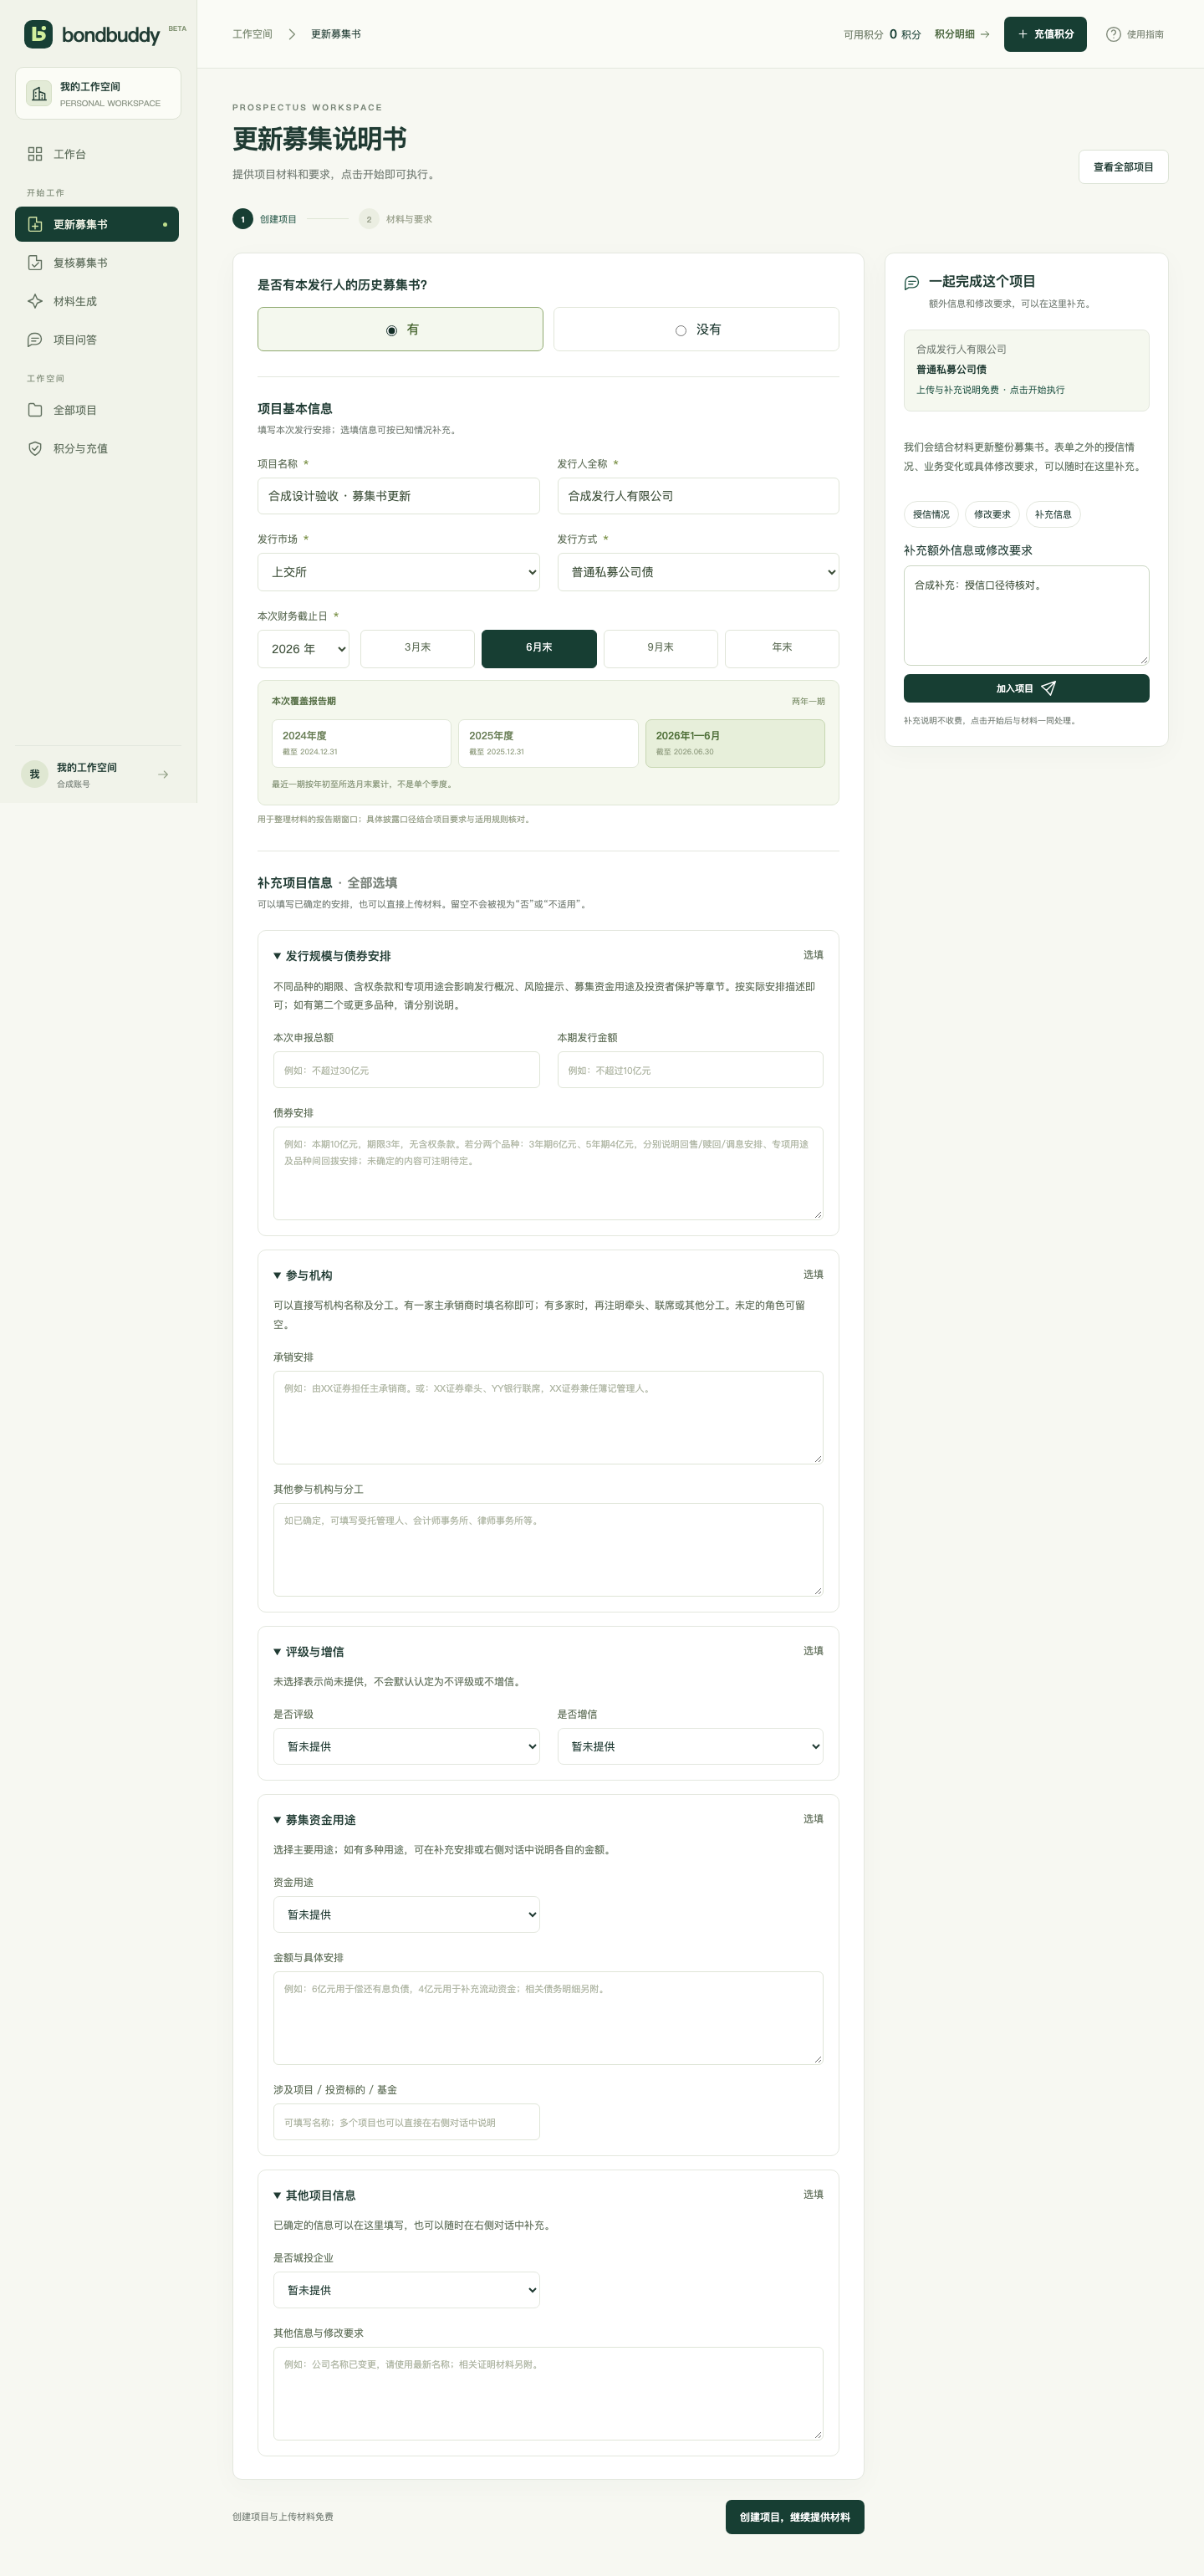 bondbuddy BETA
我的工作空间
PERSONAL WORKSPACE
工作台
开始工作
更新募集书
复核募集书
材料生成
项目问答
工作空间
全部项目
积分与充值
我 我的工作空间
合成账号
工作空间 更新募集书
可用积分 0 积分 积分明细 → + 充值积分 使用指南
PROSPECTUS WORKSPACE
更新募集说明书
提供项目材料和要求，点击开始即可执行。
查看全部项目
1 创建项目 2 材料与要求
是否有本发行人的历史募集书？
有 没有
项目基本信息
填写本次发行安排；选填信息可按已知情况补充。
项目名称 * 发行人全称 *
合成设计验收 · 募集书更新 合成发行人有限公司
发行市场 * 发行方式 *
上交所 普通私募公司债
本次财务截止日 *
2026 年 3月末 6月末 9月末 年末
本次覆盖报告期 两年一期
2024年度 2025年度 2026年1—6月
截至 2024.12.31 截至 2025.12.31 截至 2026.06.30
最近一期按年初至所选月末累计，不是单个季度。
用于整理材料的报告期窗口；具体披露口径结合项目要求与适用规则核对。
补充项目信息 · 全部选填
可以填写已确定的安排，也可以直接上传材料。留空不会被视为“否”或“不适用”。
▼ 发行规模与债券安排 选填
不同品种的期限、含权条款和专项用途会影响发行概况、风险提示、募集资金用途及投资者保护等章节。按实际安排描述即
可；如有第二个或更多品种，请分别说明。
本次申报总额 本期发行金额
例如：不超过30亿元 例如：不超过10亿元
债券安排
例如：本期10亿元，期限3年，无含权条款。若分两个品种：3年期6亿元、5年期4亿元，分别说明回售/赎回/调息安排、专项用途
及品种间回拨安排；未确定的内容可注明待定。
▼ 参与机构 选填
可以直接写机构名称及分工。有一家主承销商时填名称即可；有多家时，再注明牵头、联席或其他分工。未定的角色可留
空。
承销安排
例如：由XX证券担任主承销商。或：XX证券牵头、YY银行联席，XX证券兼任簿记管理人。
其他参与机构与分工
如已确定，可填写受托管理人、会计师事务所、律师事务所等。
▼ 评级与增信 选填
未选择表示尚未提供，不会默认认定为不评级或不增信。
是否评级 是否增信
暂未提供 暂未提供
▼ 募集资金用途 选填
选择主要用途；如有多种用途，可在补充安排或右侧对话中说明各自的金额。
资金用途
暂未提供
金额与具体安排
例如：6亿元用于偿还有息负债，4亿元用于补充流动资金；相关债务明细另附。
涉及项目 / 投资标的 / 基金
可填写名称；多个项目也可以直接在右侧对话中说明
▼ 其他项目信息 选填
已确定的信息可以在这里填写，也可以随时在右侧对话中补充。
是否城投企业
暂未提供
其他信息与修改要求
例如：公司名称已变更，请使用最新名称；相关证明材料另附。
创建项目与上传材料免费 创建项目，继续提供材料
一起完成这个项目
额外信息和修改要求，可以在这里补充。
合成发行人有限公司
普通私募公司债
上传与补充说明免费 · 点击开始执行
我们会结合材料更新整份募集书。表单之外的授信情
况、业务变化或具体修改要求，可以随时在这里补充。
授信情况 修改要求 补充信息
补充额外信息或修改要求
合成补充：授信口径待核对。
加入项目
补充说明不收费，点击开始后与材料一同处理。